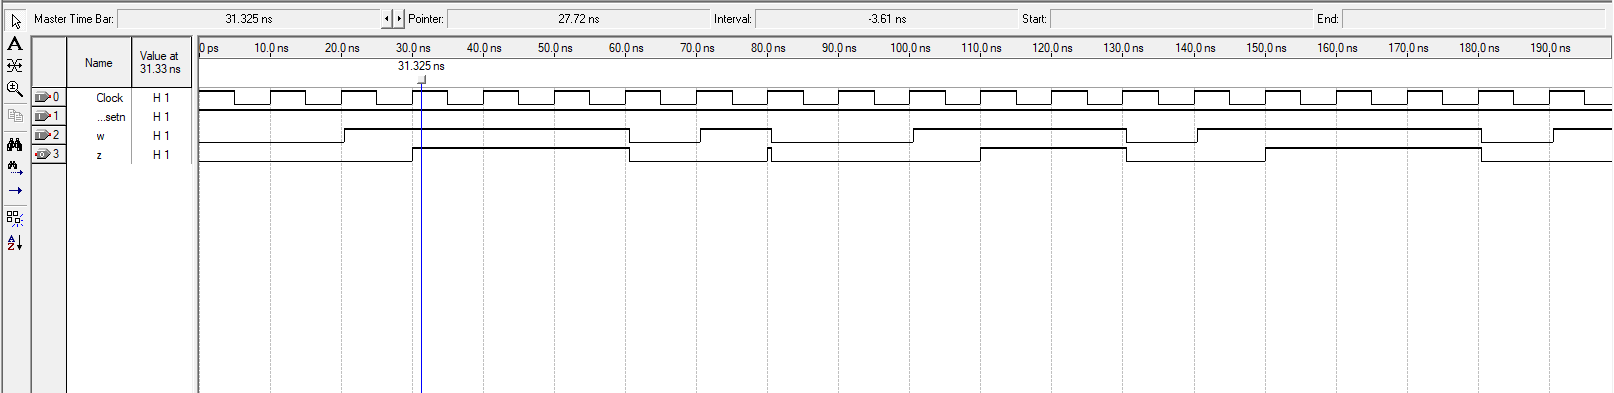 Master Time Bar: 31.325 ns Pointer: 27.72 ns Interval: -3.61 ns Start: End:
Name Value at 31.33 ns
0 ps 10.0 ns 20.0 ns 30.0 ns 40.0 ns 50.0 ns 60.0 ns 70.0 ns 80.0 ns 90.0 ns 100.0 ns 110.0 ns 120.0 ns 130.0 ns 140.0 ns 150.0 ns 160.0 ns 170.0 ns 180.0 ns 190.0 ns
31.325 ns
0 Clock H 1
1 ...setn H 1
2 w H 1
3 z H 1